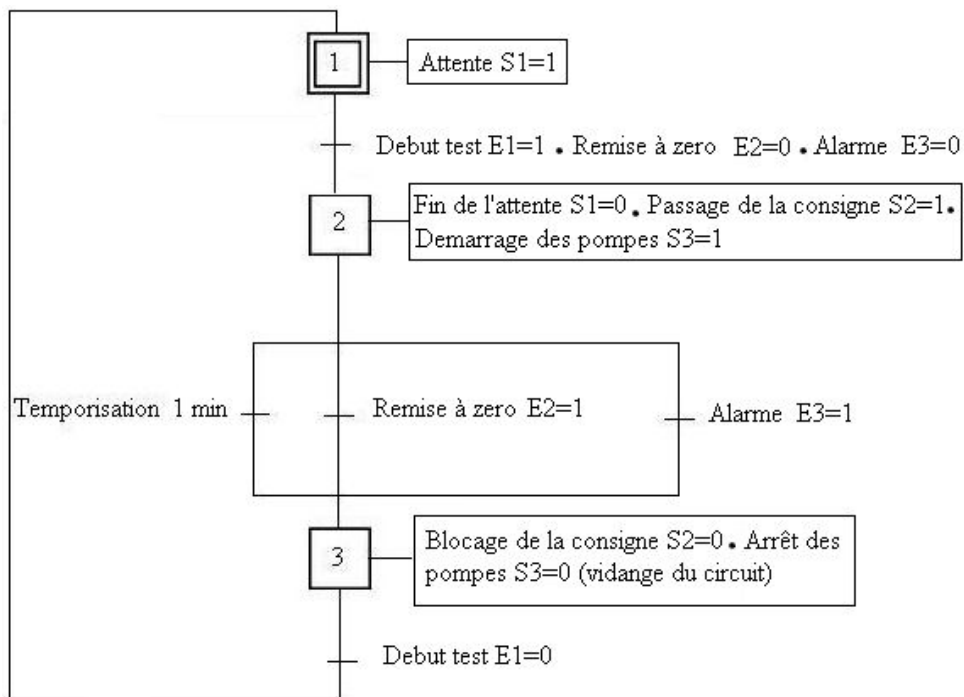 1
Attente S1=1
Debut test E1=1 . Remise à zero E2=0 . Alarme E3=0
2
Fin de l'attente S1=0 . Passage de la consigne S2=1 .
Demarrage des pompes S3=1
Temporisation 1 min
Remise à zero E2=1
Alarme E3=1
3
Blocage de la consigne S2=0 . Arrêt des
pompes S3=0 (vidange du circuit)
Debut test E1=0